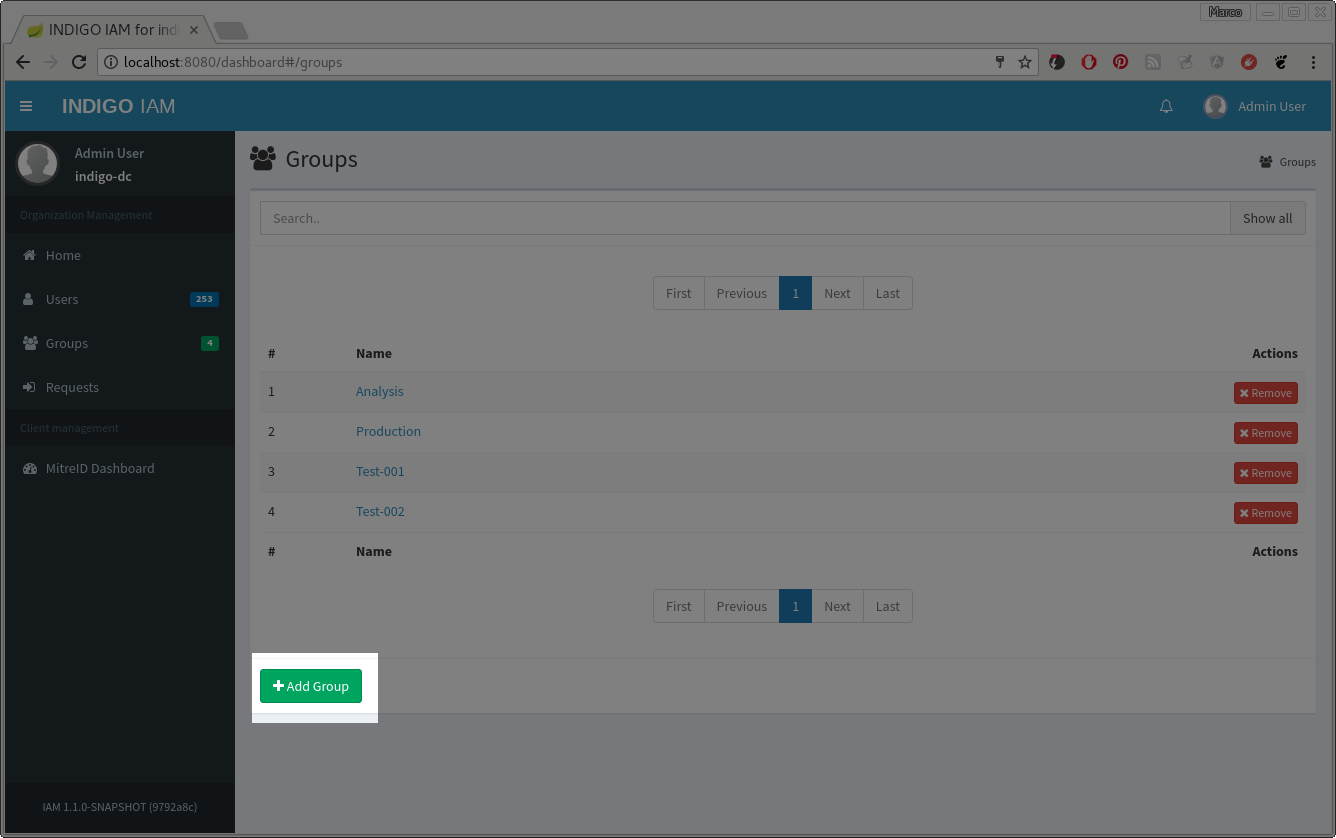 Marco
INDIGO IAM for indi
localhost:8080/dashboard#/groups
INDIGO IAM
Admin User
Admin User
indigo-dc
Organization Management
Home
Users 253
Groups 4
Requests
Client management
MitreID Dashboard
IAM 1.1.0-SNAPSHOT (9792a8c)
Groups
Groups
Search..
Show all
First Previous 1 Next Last
# Name Actions
1 Analysis Remove
2 Production Remove
3 Test-001 Remove
4 Test-002 Remove
# Name Actions
First Previous 1 Next Last
Add Group